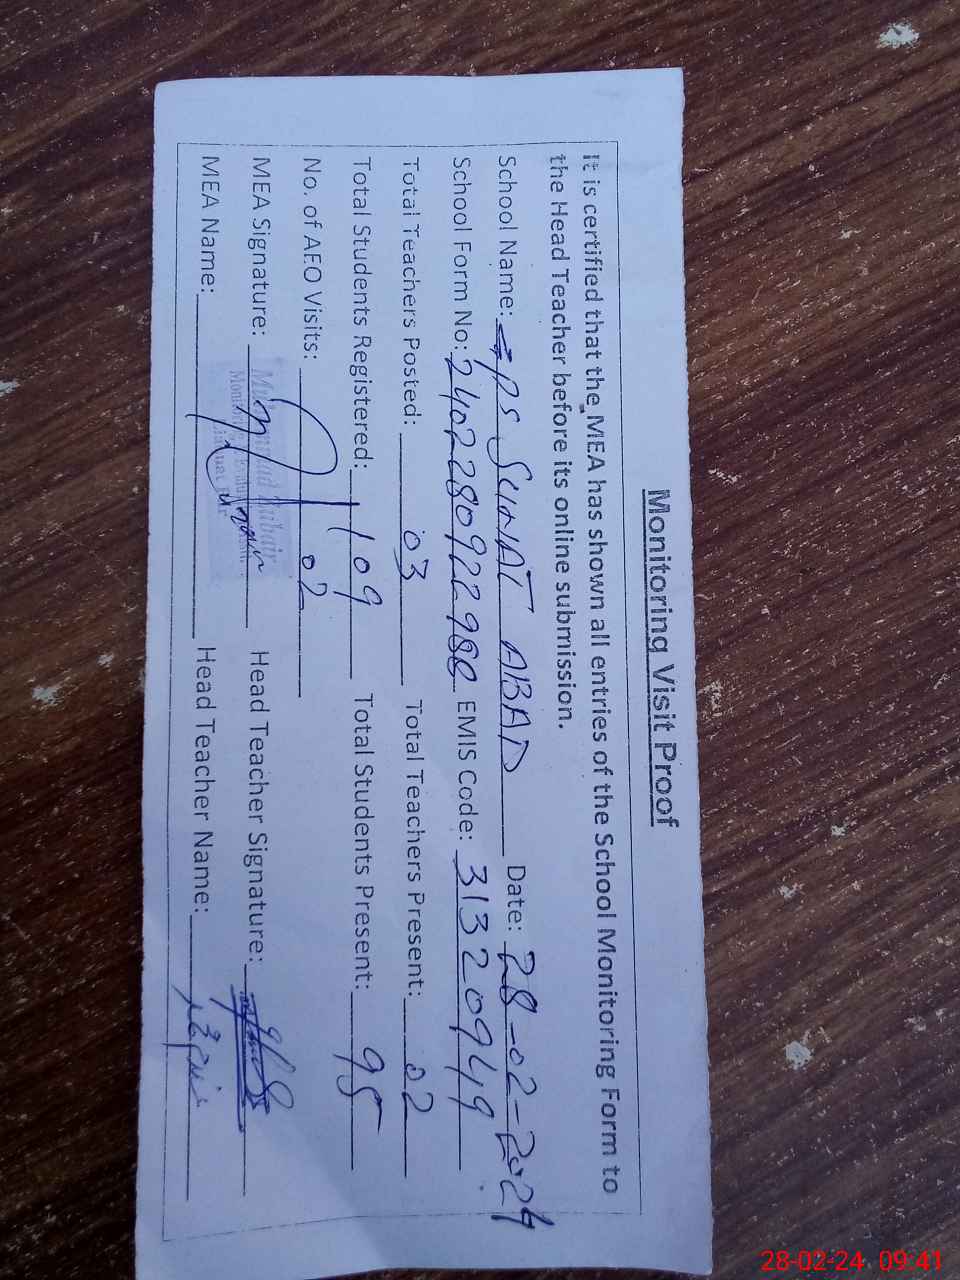 Monitoring Visit Proof
It is certified that the MEA has shown all entries of the School Monitoring Form to
the Head Teacher before its online submission.
School Name: GPS SunAT ABAD Date: 28-02-2024
School Form No: EMIS Code: 31320949
Total Teachers Posted: 03 Total Teachers Present: 02
Total Students Registered: 109 Total Students Present: 95
No. of AEO Visits: 02
MEA Signature: Head Teacher Signature:
MEA Name: Head Teacher Name:
28-02-24 09:41